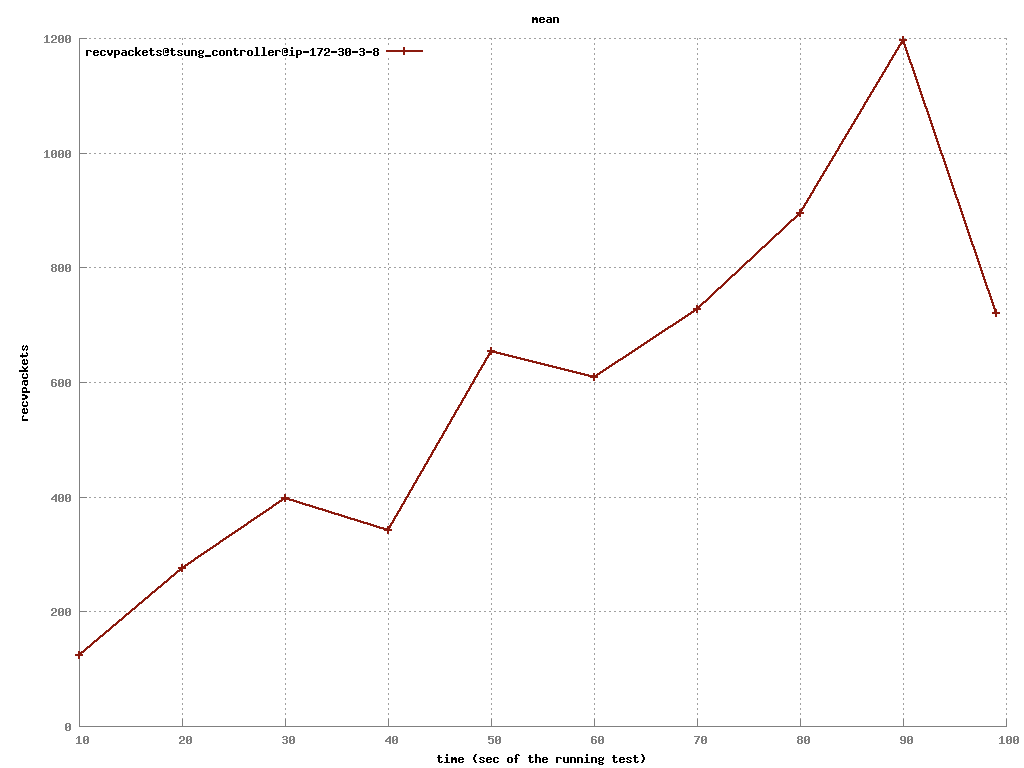 mean
recvpackets@tsung_controller@ip-172-30-3-8
1200
1000
800
600
400
200
0
recvpackets
10 20 30 40 50 60 70 80 90 100
time (sec of the running test)